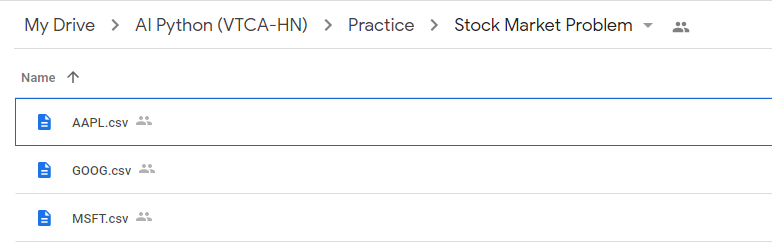 My Drive > AI Python (VTCA-HN) > Practice > Stock Market Problem
Name
AAPL.csv
GOOG.csv
MSFT.csv